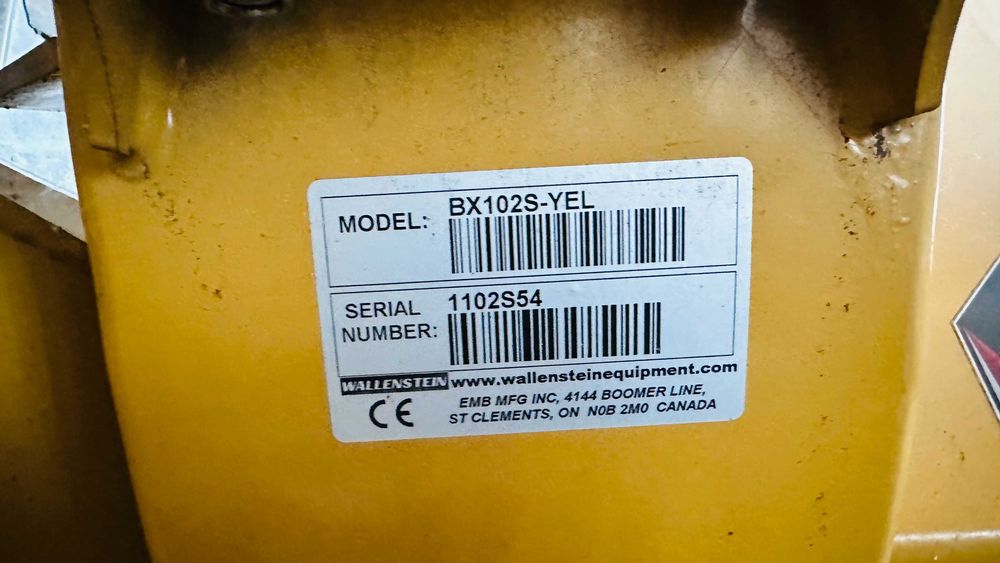 MODEL: BX102S-YEL
SERIAL NUMBER: 1102S54
WALLENSTEIN www.wallensteinequipment.com
CE EMB MFG INC, 4144 BOOMER LINE,
ST CLEMENTS, ON N0B 2M0 CANADA